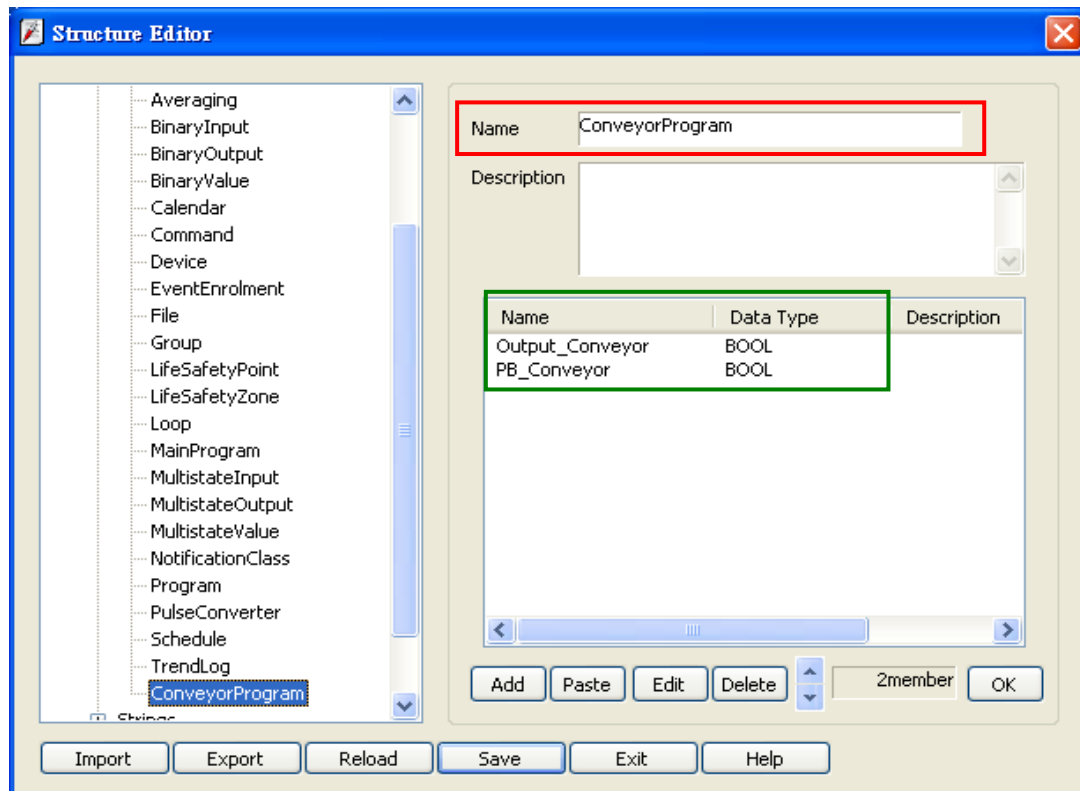 Structure Editor
Averaging
BinaryInput
BinaryOutput
BinaryValue
Calendar
Command
Device
EventEnrolment
File
Group
LifeSafetyPoint
LifeSafetyZone
Loop
MainProgram
MultistateInput
MultistateOutput
MultistateValue
NotificationClass
Program
PulseConverter
Schedule
TrendLog
ConveyorProgram
Strings
Name ConveyorProgram
Description
Name Data Type Description
Output_Conveyor BOOL
PB_Conveyor BOOL
Add Paste Edit Delete 2member OK
Import Export Reload Save Exit Help